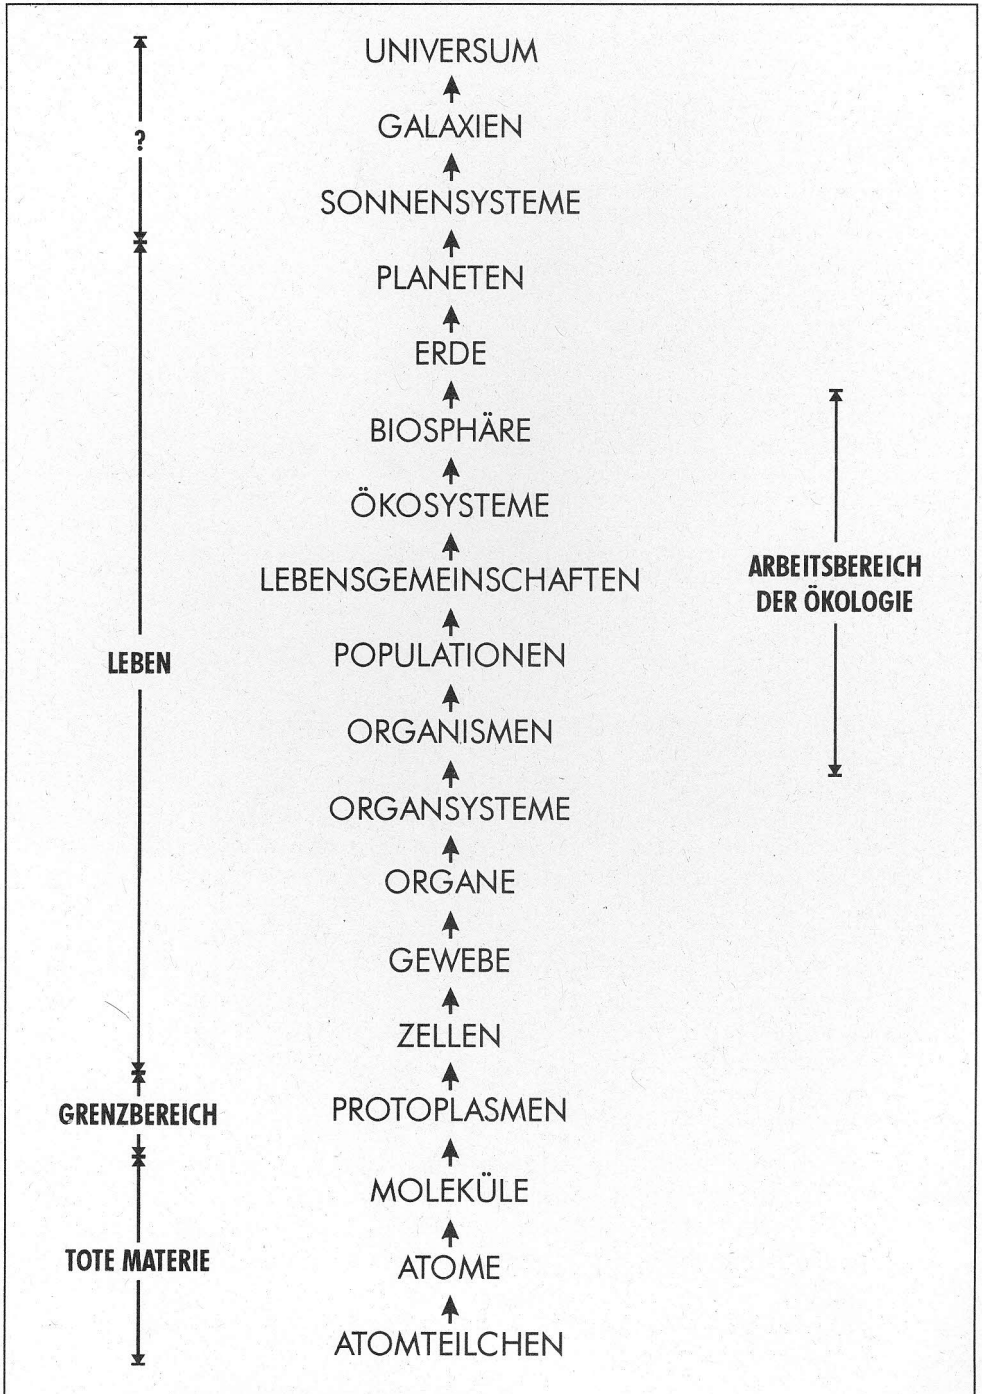 UNIVERSUM
GALAXIEN
?
SONNENSYSTEME
PLANETEN
ERDE
BIOSPHÄRE
ÖKOSYSTEME
LEBENSGEMEINSCHAFTEN
ARBEITSBEREICH
DER ÖKOLOGIE
POPULATIONEN
LEBEN
ORGANISMEN
ORGANSYSTEME
ORGANE
GEWEBE
ZELLEN
PROTOPLASMEN
GRENZBEREICH
MOLEKÜLE
TOTE MATERIE
ATOME
ATOMTEILCHEN